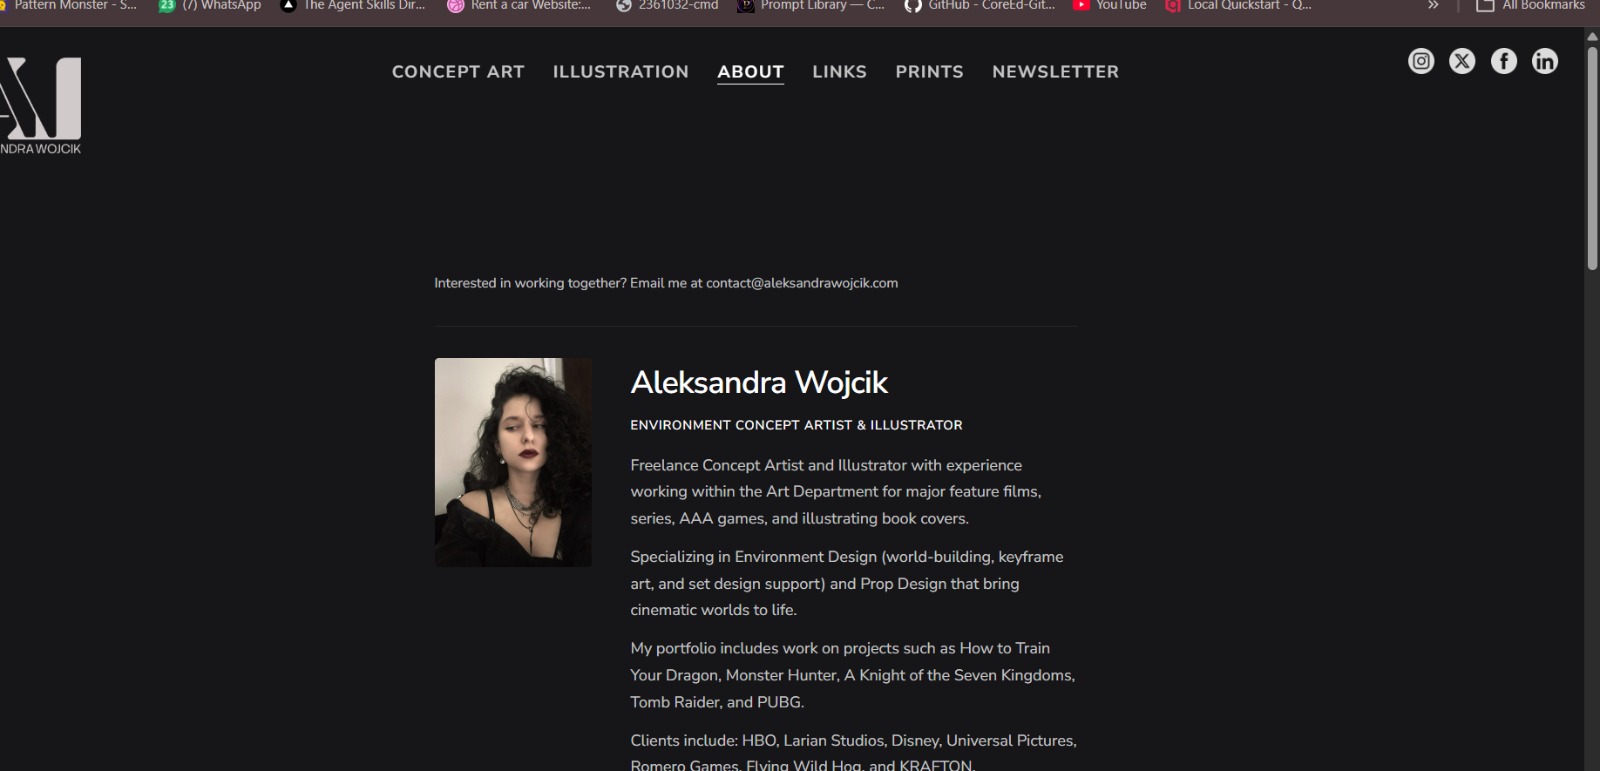 Pattern Monster - S...
23
(7) WhatsApp
The Agent Skills Dir...
Rent a car Website:...
2361032-cmd
Prompt Library — C...
GitHub - CoreEd-Git...
YouTube
Local Quickstart - Q...
»
All Bookmarks
NDRA WOJCIK
CONCEPT ART
ILLUSTRATION
ABOUT
LINKS
PRINTS
NEWSLETTER
Interested in working together? Email me at contact@aleksandrawojcik.com
Aleksandra Wojcik
ENVIRONMENT CONCEPT ARTIST & ILLUSTRATOR
Freelance Concept Artist and Illustrator with experience
working within the Art Department for major feature films,
series, AAA games, and illustrating book covers.
Specializing in Environment Design (world-building, keyframe
art, and set design support) and Prop Design that bring
cinematic worlds to life.
My portfolio includes work on projects such as How to Train
Your Dragon, Monster Hunter, A Knight of the Seven Kingdoms,
Tomb Raider, and PUBG.
Clients include: HBO, Larian Studios, Disney, Universal Pictures,
Romero Games, Flying Wild Hog, and KRAFTON.